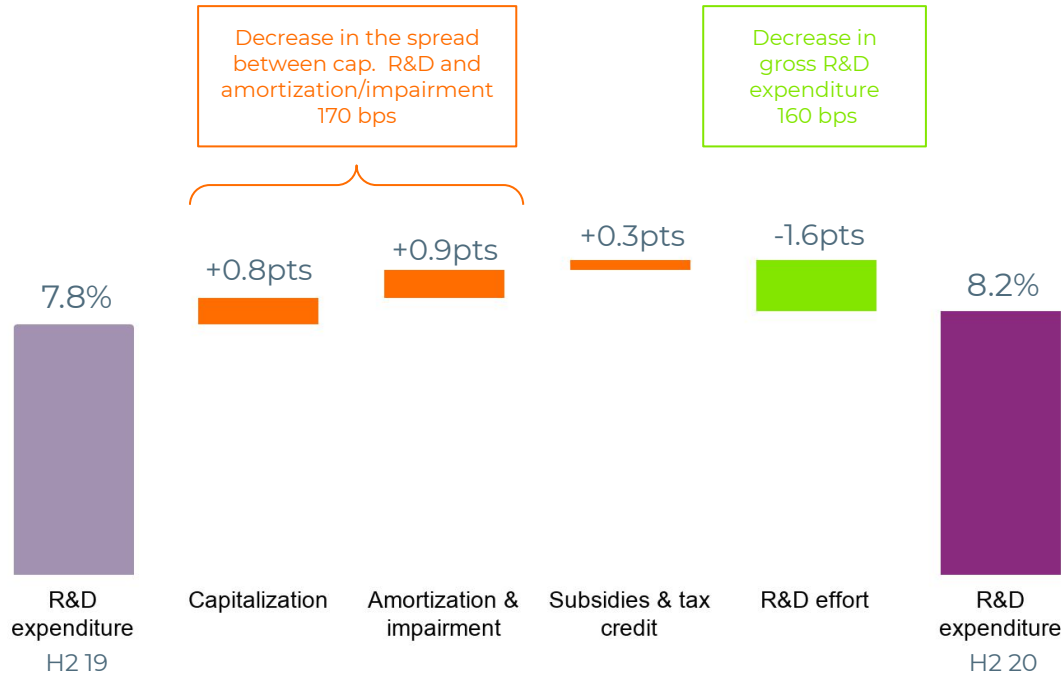 Decrease in the spread
between cap. R&D and
amortization/impairment
170 bps
Decrease in
gross R&D
expenditure
160 bps
7.8%
+0.8pts
+0.9pts
+0.3pts
-1.6pts
8.2%
R&D
expenditure
H2 19
Capitalization
Amortization &
impairment
Subsidies & tax
credit
R&D effort
R&D
expenditure
H2 20